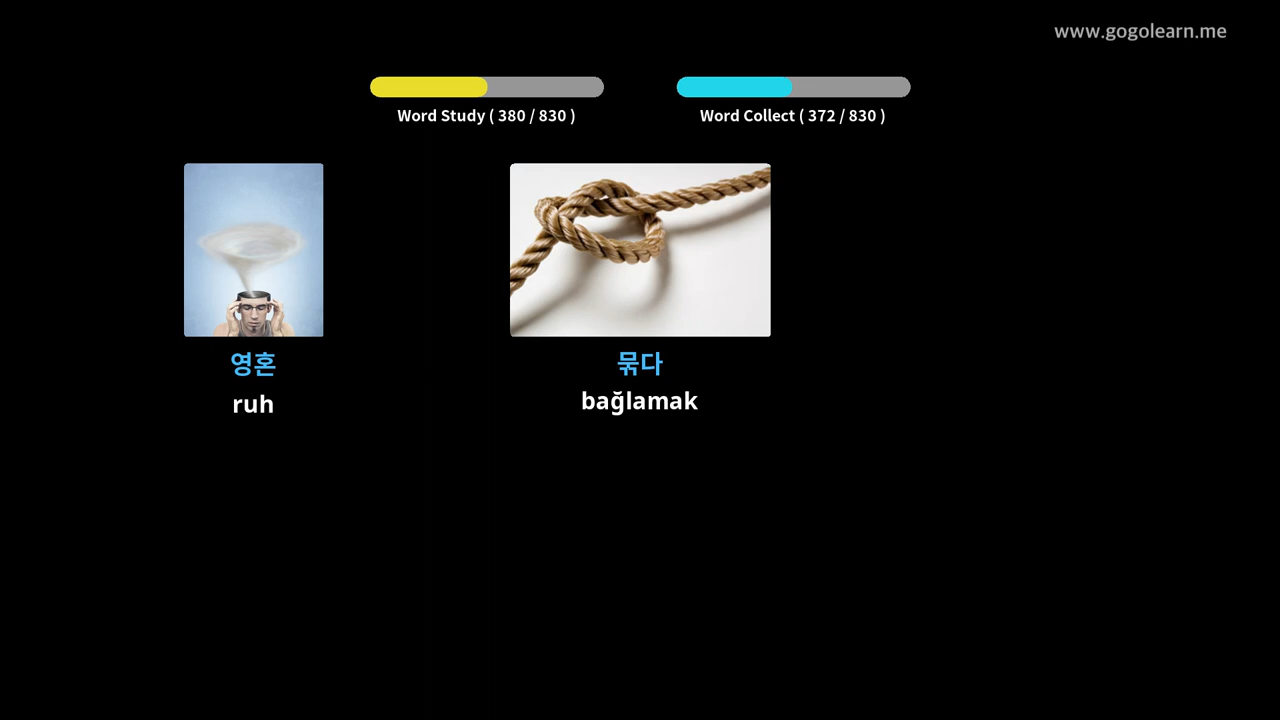 www.gogolearn.me
Word Study ( 380 / 830 )
Word Collect ( 372 / 830 )
영혼
ruh
묶다
bağlamak